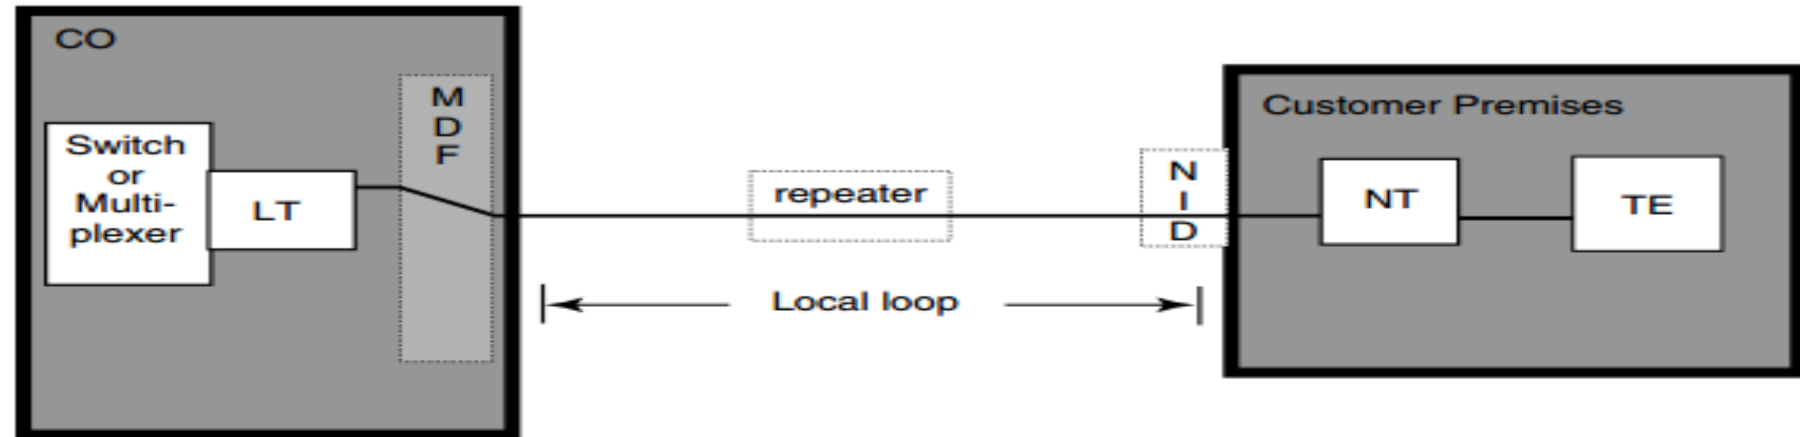 CO
M
D
F
Switch
or
Multi-
plexer
LT
repeater
Local loop
N
I
D
Customer Premises
NT
TE